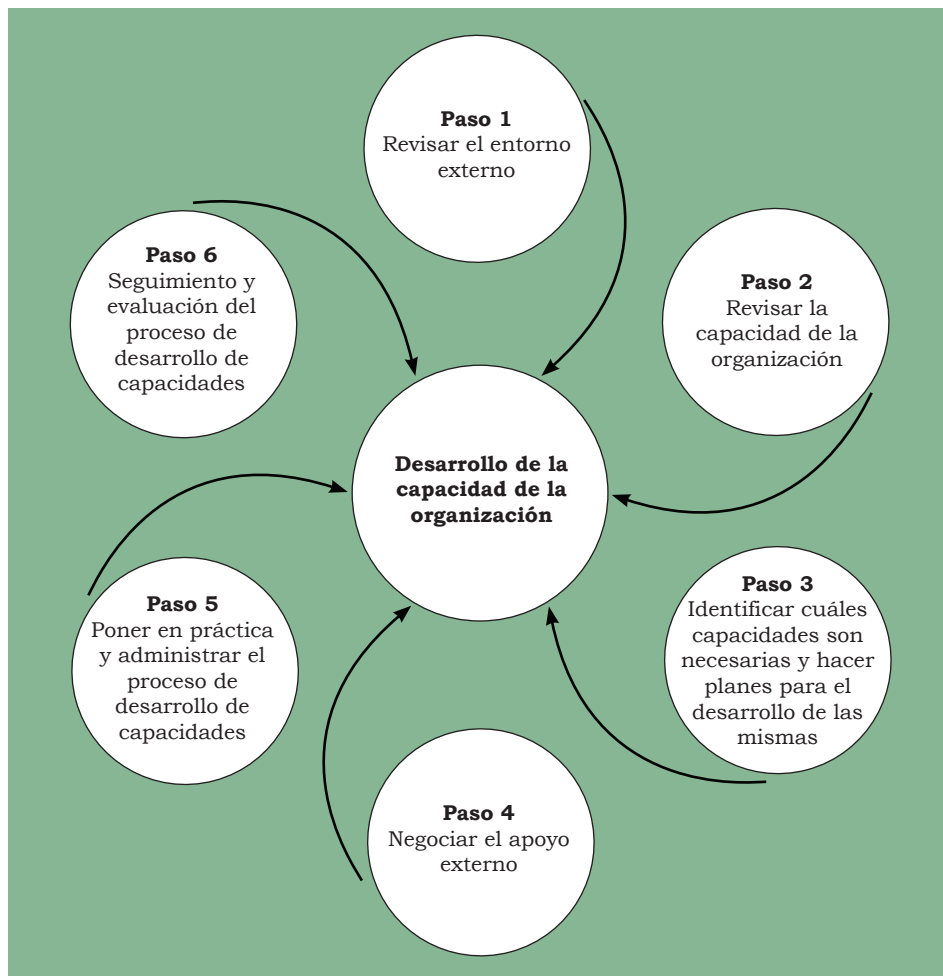 Paso 1
Revisar el entorno
externo
Paso 2
Revisar la
capacidad de la
organización
Paso 3
Identificar cuáles
capacidades son
necesarias y hacer
planes para el
desarrollo de las
mismas
Paso 4
Negociar el apoyo
externo
Paso 5
Poner en práctica
y administrar el
proceso de
desarrollo de
capacidades
Paso 6
Seguimiento y
evaluación del
proceso de
desarrollo de
capacidades
Desarrollo de la
capacidad de la
organización